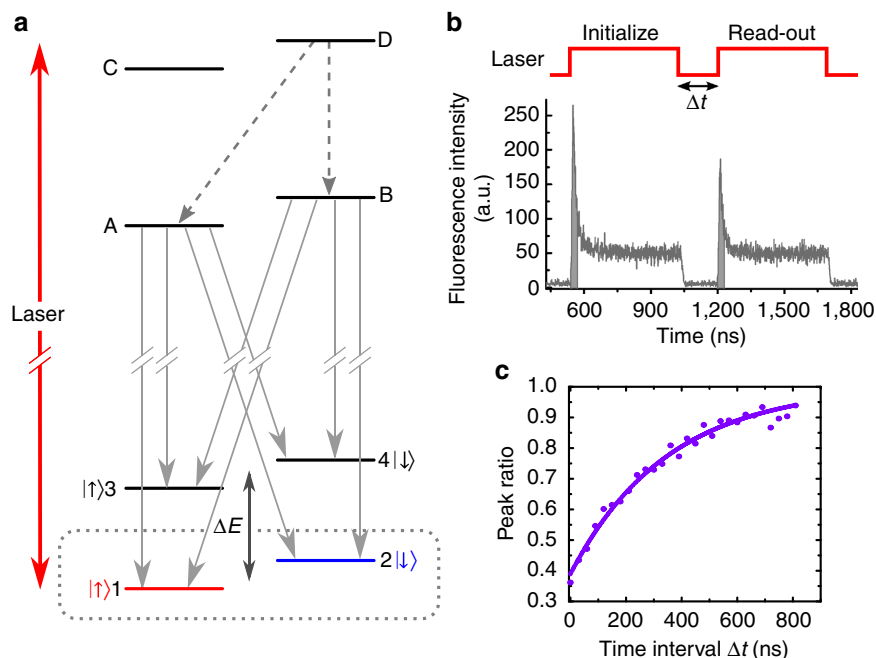 a
D
C
B
A
Laser
4|↓⟩
|↑⟩3
ΔE
2|↓⟩
|↑⟩1
b
Initialize
Read-out
Laser
Δt
Fluorescence intensity
(a.u.)
250
200
150
100
50
0
600
900
1,200
1,500
1,800
Time (ns)
c
Peak ratio
1.0
0.9
0.8
0.7
0.6
0.5
0.4
0.3
0
200
400
600
800
Time interval Δt (ns)